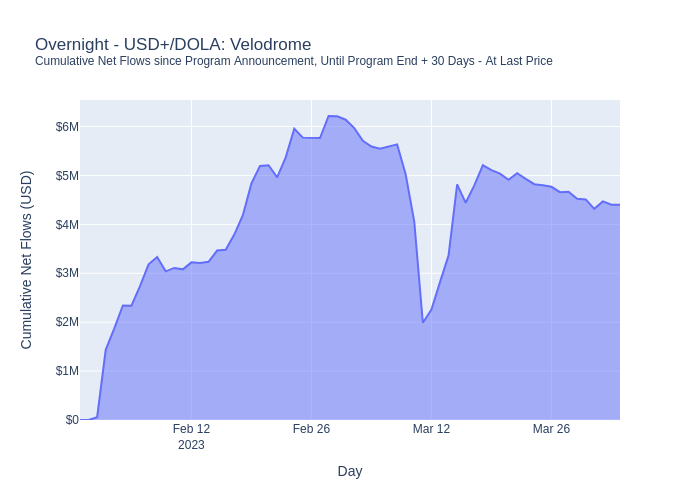 Overnight - USD+/DOLA: Velodrome
Cumulative Net Flows since Program Announcement, Until Program End + 30 Days - At Last Price
Cumulative Net Flows (USD)
$6M
$5M
$4M
$3M
$2M
$1M
$0
Feb 12
2023
Feb 26
Mar 12
Mar 26
Day